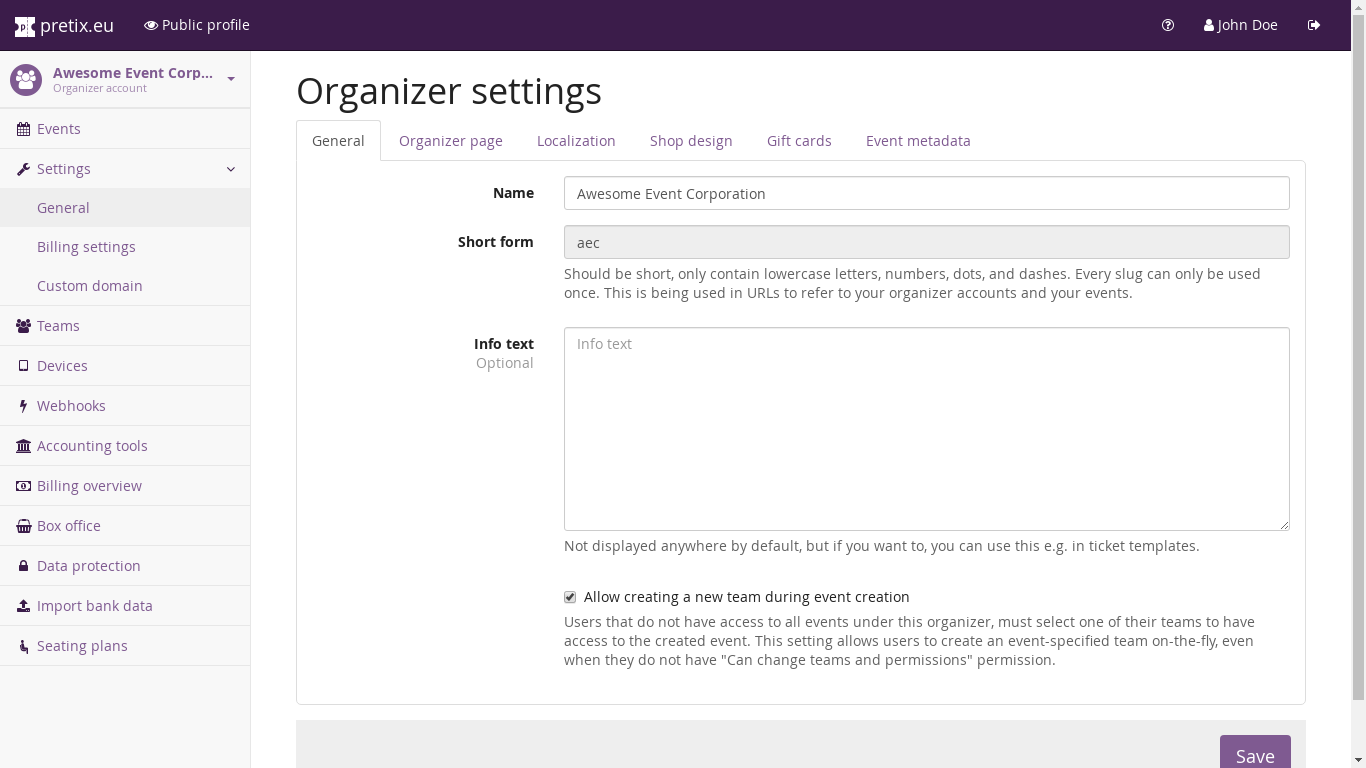 pretix.eu
Public profile
John Doe
Awesome Event Corp...
Organizer account
Events
Settings
General
Billing settings
Custom domain
Teams
Devices
Webhooks
Accounting tools
Billing overview
Box office
Data protection
Import bank data
Seating plans
Organizer settings
General
Organizer page
Localization
Shop design
Gift cards
Event metadata
Name
Awesome Event Corporation
Short form
aec
Should be short, only contain lowercase letters, numbers, dots, and dashes. Every slug can only be used
once. This is being used in URLs to refer to your organizer accounts and your events.
Info text
Optional
Info text
Not displayed anywhere by default, but if you want to, you can use this e.g. in ticket templates.
Allow creating a new team during event creation
Users that do not have access to all events under this organizer, must select one of their teams to have
access to the created event. This setting allows users to create an event-specified team on-the-fly, even
when they do not have "Can change teams and permissions" permission.
Save